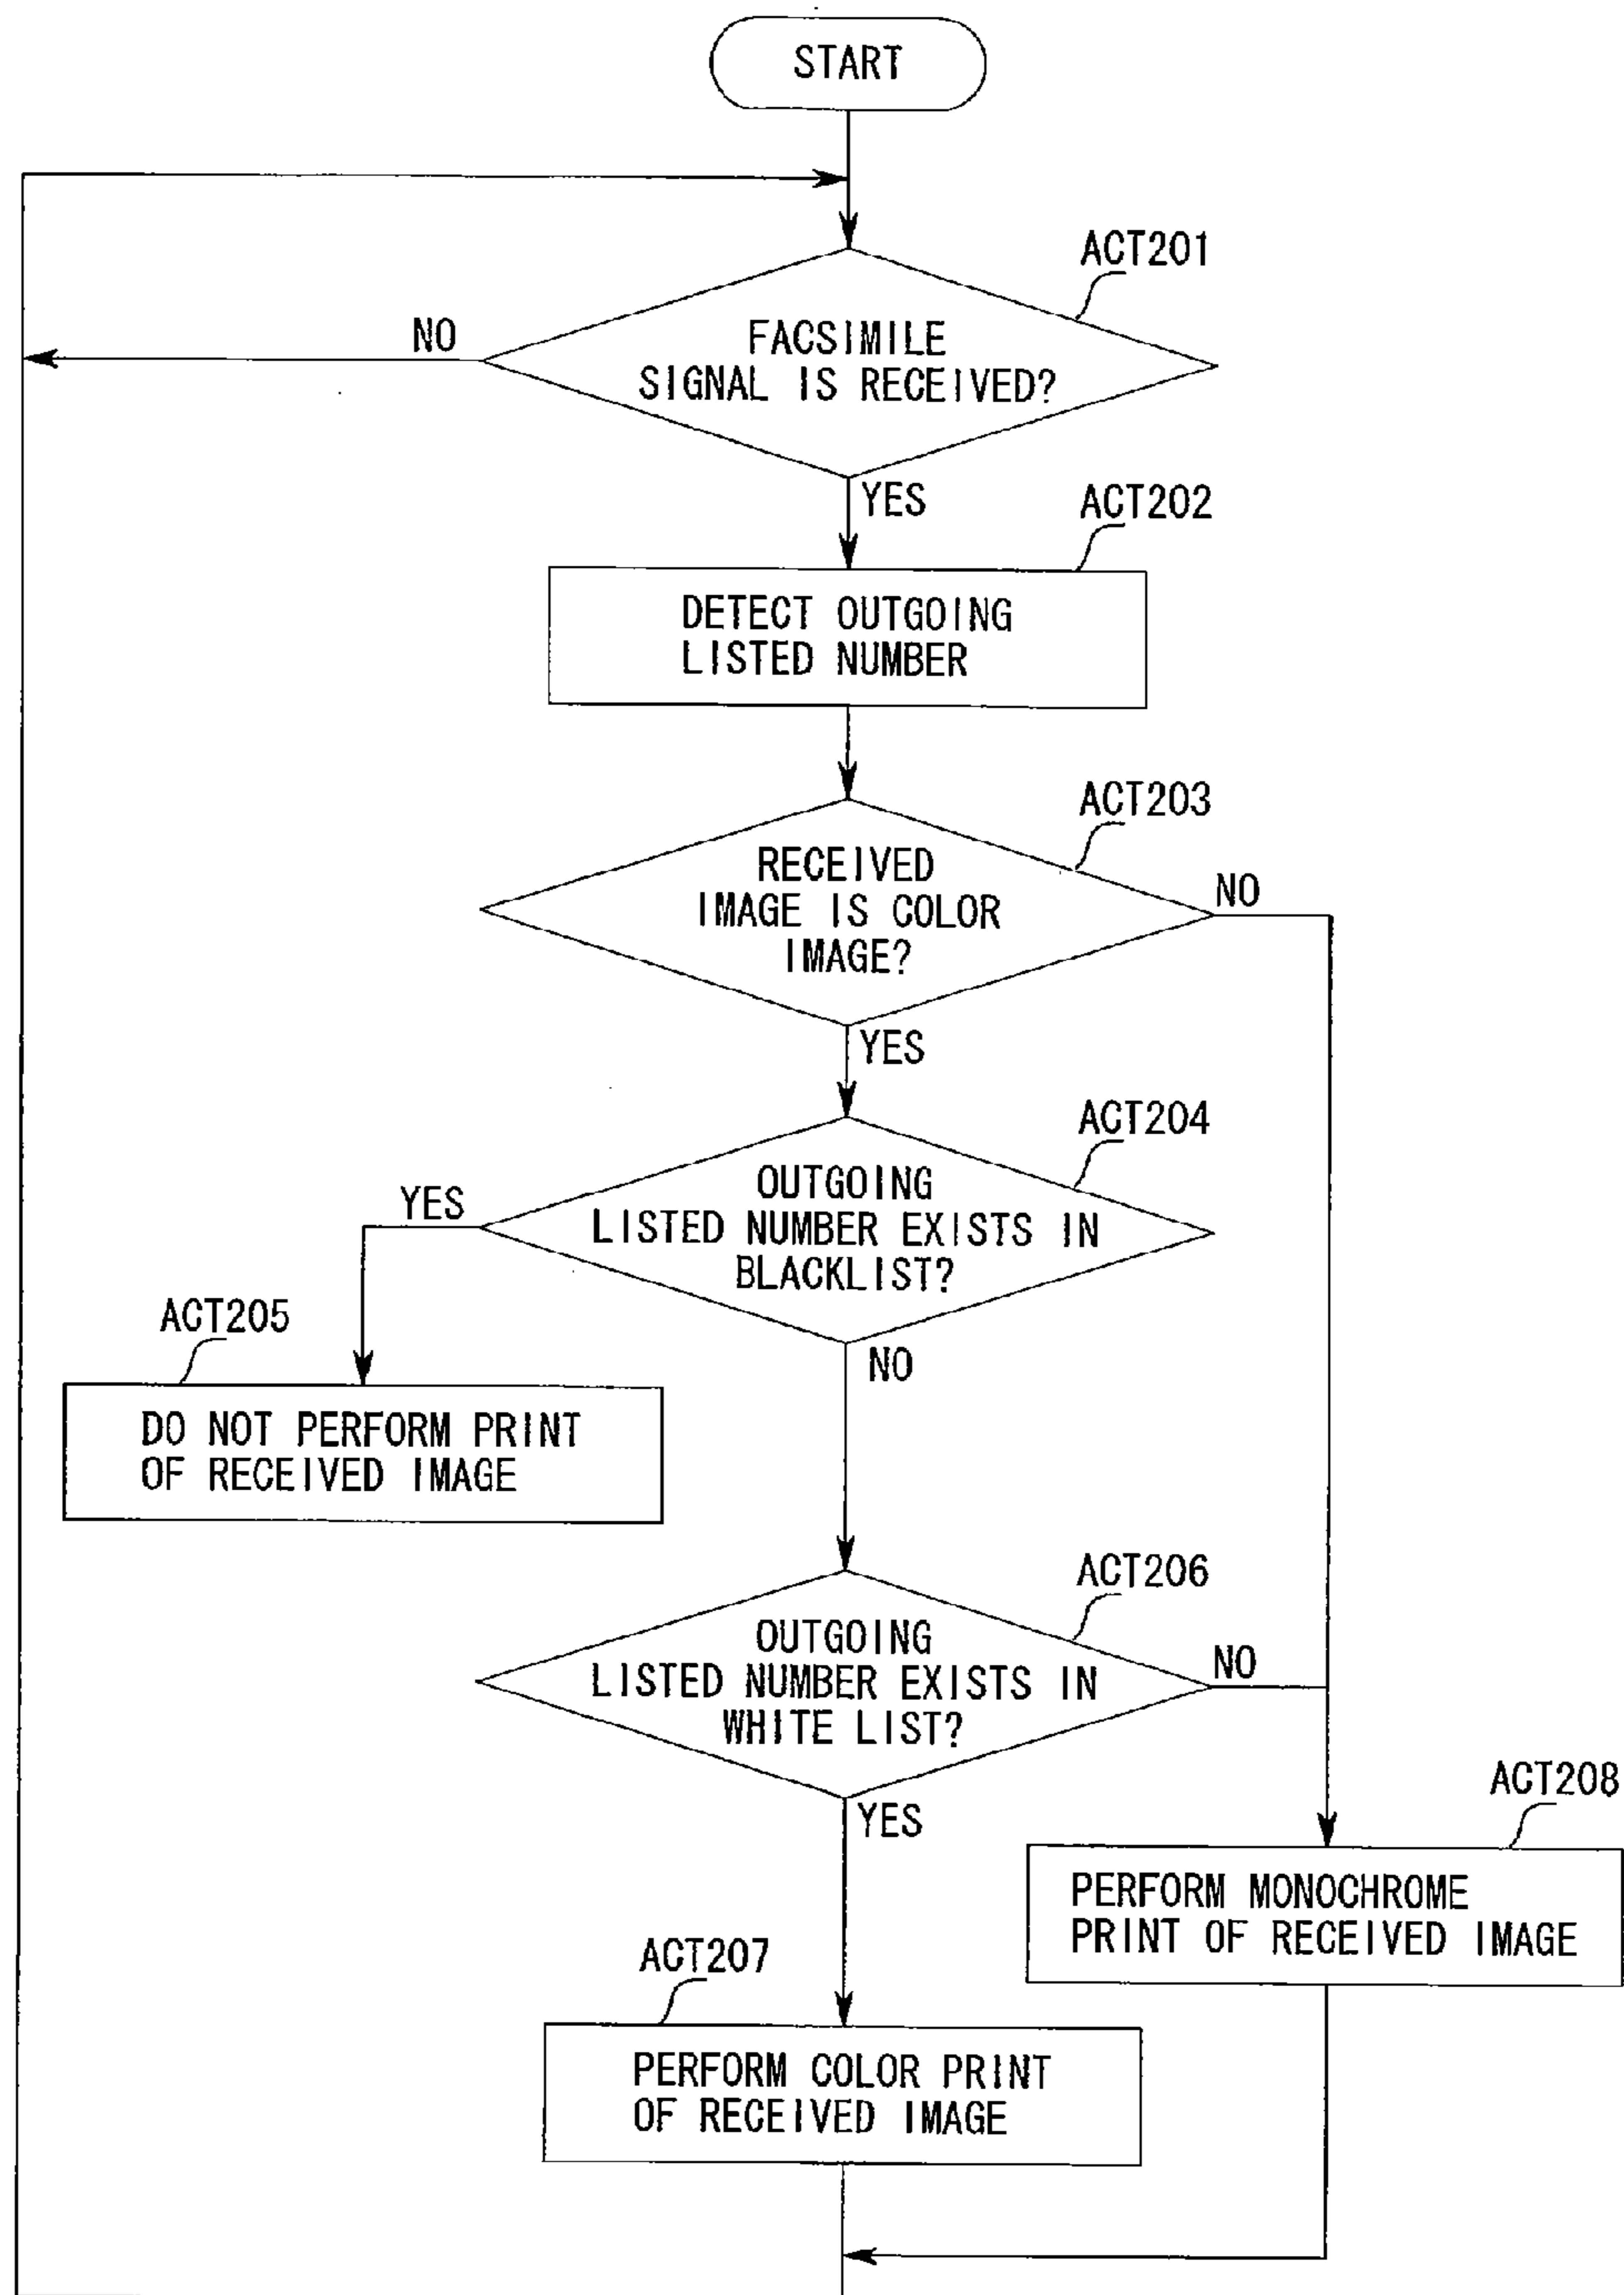 START
ACT201
NO
FACSIMILE
SIGNAL IS RECEIVED?
YES
ACT202
DETECT OUTGOING
LISTED NUMBER
ACT203
RECEIVED
IMAGE IS COLOR
IMAGE?
NO
YES
ACT204
OUTGOING
LISTED NUMBER EXISTS IN
BLACKLIST?
YES
NO
ACT205
DO NOT PERFORM PRINT
OF RECEIVED IMAGE
ACT206
OUTGOING
LISTED NUMBER EXISTS IN
WHITE LIST?
NO
YES
ACT208
PERFORM MONOCHROME
PRINT OF RECEIVED IMAGE
ACT207
PERFORM COLOR PRINT
OF RECEIVED IMAGE